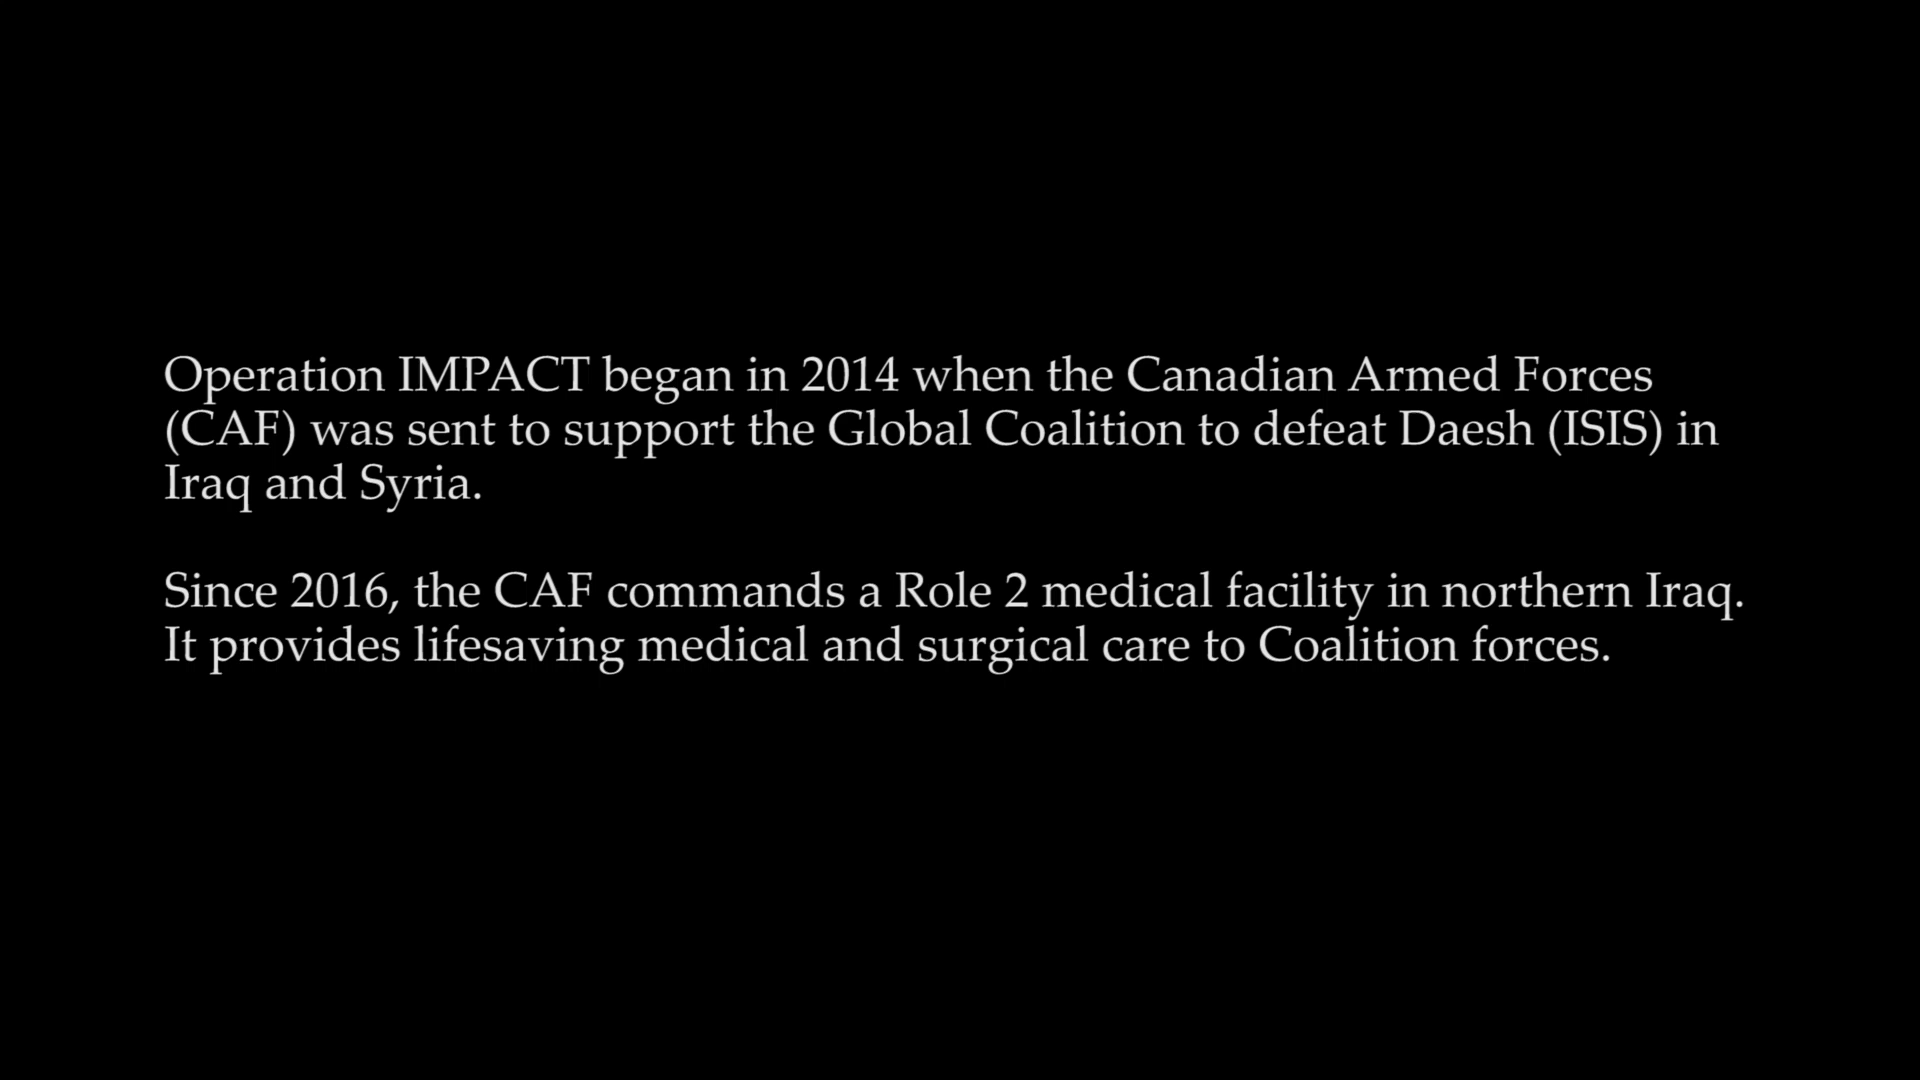 Operation IMPACT began in 2014 when the Canadian Armed Forces
(CAF) was sent to support the Global Coalition to defeat Daesh (ISIS) in
Iraq and Syria.
Since 2016, the CAF commands a Role 2 medical facility in northern Iraq.
It provides lifesaving medical and surgical care to Coalition forces.